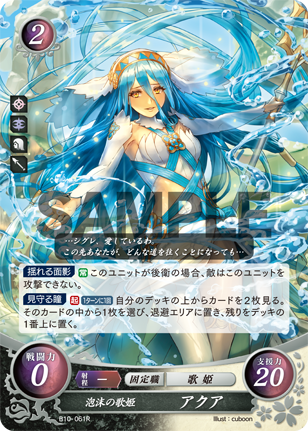 2
SAMPLE
…シグレ、愛しているわ。
この先あなたが、どんな道を往くことになっても…
揺れる面影 常 このユニットが後衛の場合、敵はこのユニットを
攻撃できない。
見守る瞳 起 1ターンに1回 自分のデッキの上からカードを2枚見る。
そのカードの中から1枚を選び、退避エリアに置き、残りをデッキの
1番上に置く。
戦闘力
0
射程 ー 固定職 歌姫
支援力
20
泡沫の歌姫 アクア
B10-061R
Illust : cuboon